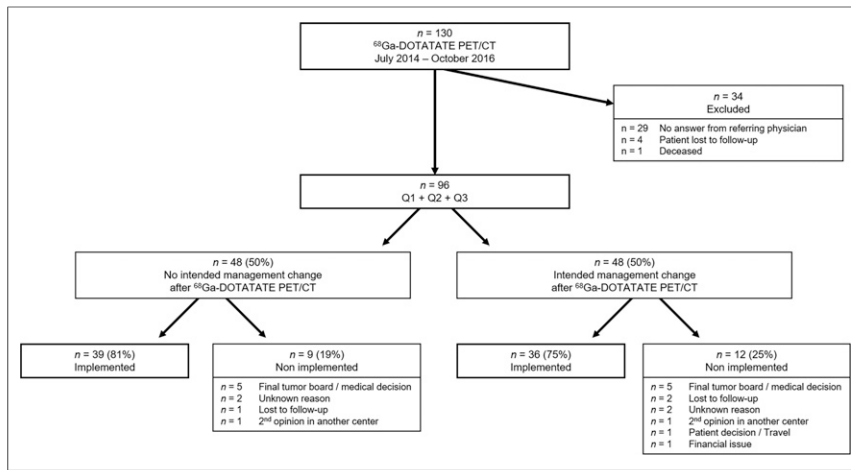 n = 130
⁶⁸Ga-DOTATATE PET/CT
July 2014 – October 2016
n = 34
Excluded
n = 29 No answer from referring physician
n = 4 Patient lost to follow-up
n = 1 Deceased
n = 96
Q1 + Q2 + Q3
n = 48 (50%)
No intended management change
after ⁶⁸Ga-DOTATATE PET/CT
n = 48 (50%)
Intended management change
after ⁶⁸Ga-DOTATATE PET/CT
n = 39 (81%)
Implemented
n = 9 (19%)
Non implemented
n = 5 Final tumor board / medical decision
n = 2 Unknown reason
n = 1 Lost to follow-up
n = 1 2nd opinion in another center
n = 36 (75%)
Implemented
n = 12 (25%)
Non implemented
n = 5 Final tumor board / medical decision
n = 2 Lost to follow-up
n = 2 Unknown reason
n = 1 2nd opinion in another center
n = 1 Patient decision / Travel
n = 1 Financial issue